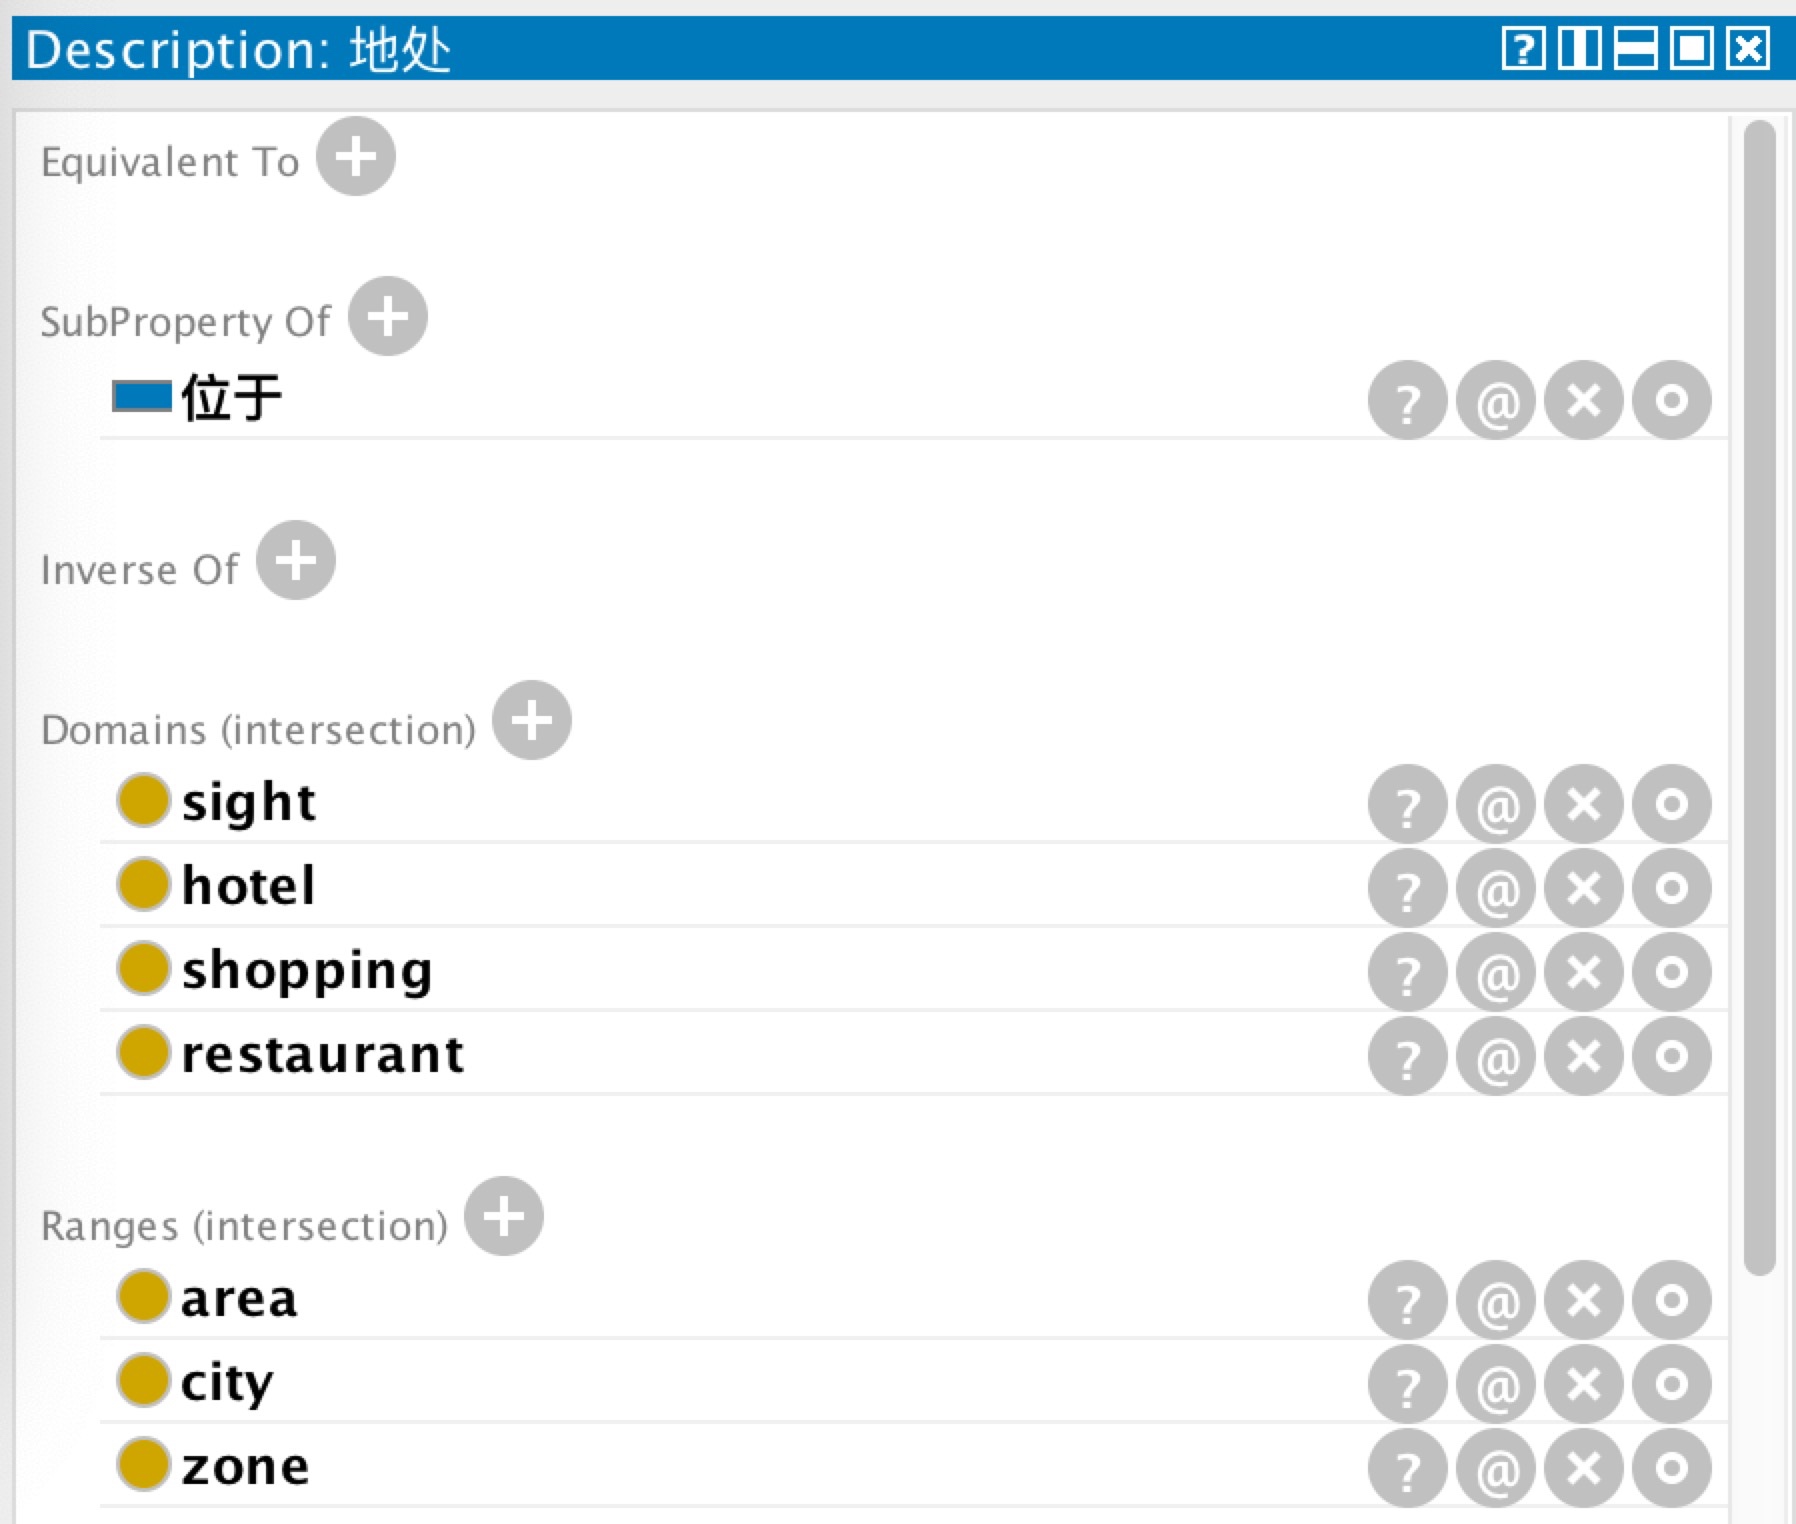 Description: 地处
Equivalent To
SubProperty Of
位于
Inverse Of
Domains (intersection)
sight
hotel
shopping
restaurant
Ranges (intersection)
area
city
zone